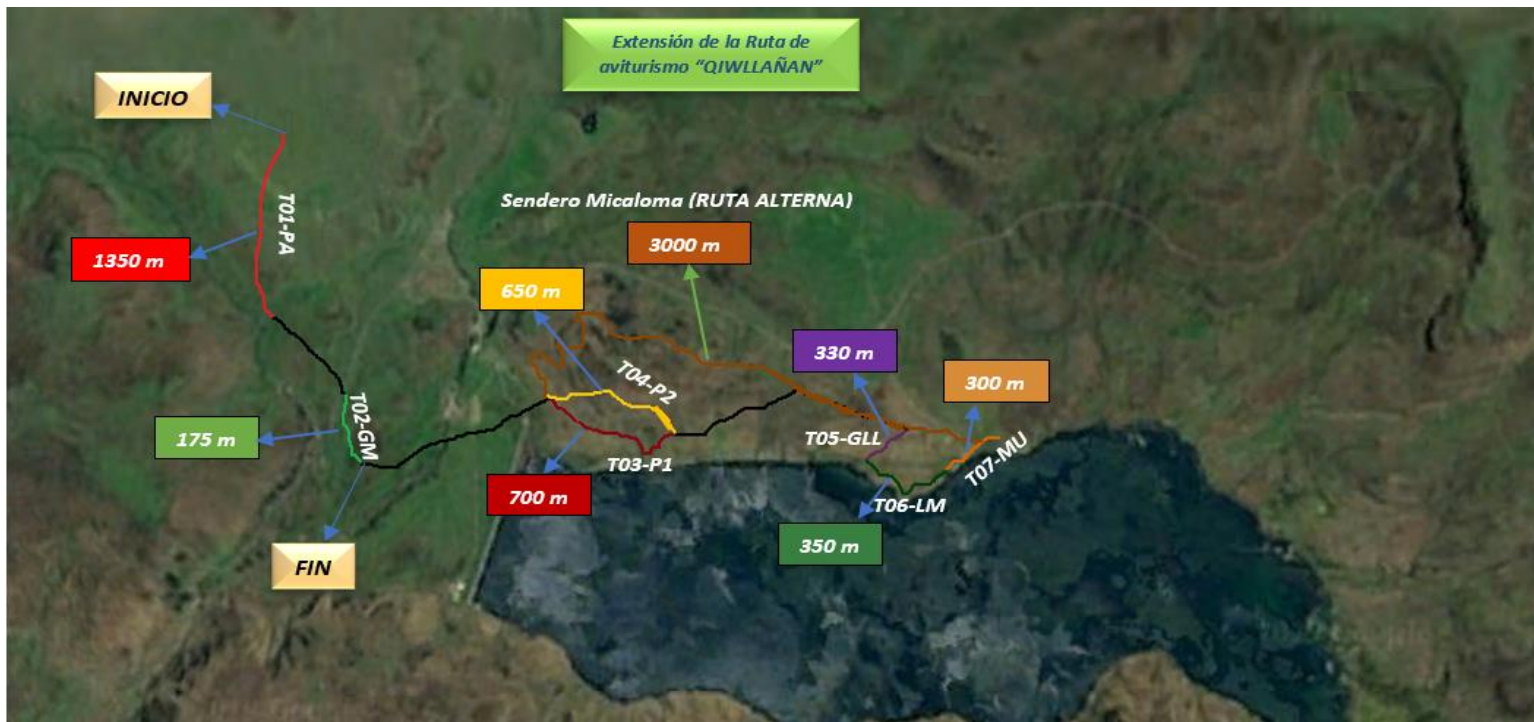 Extensión de la Ruta de
aviturismo “QIWLLAÑAN”
INICIO
T01-PA
1350 m
Sendero Micaloma (RUTA ALTERNA)
3000 m
650 m
T04-P2
330 m
300 m
T02-GM
175 m
T05-GLL
T07-MU
T03-P1
700 m
T06-LM
350 m
FIN